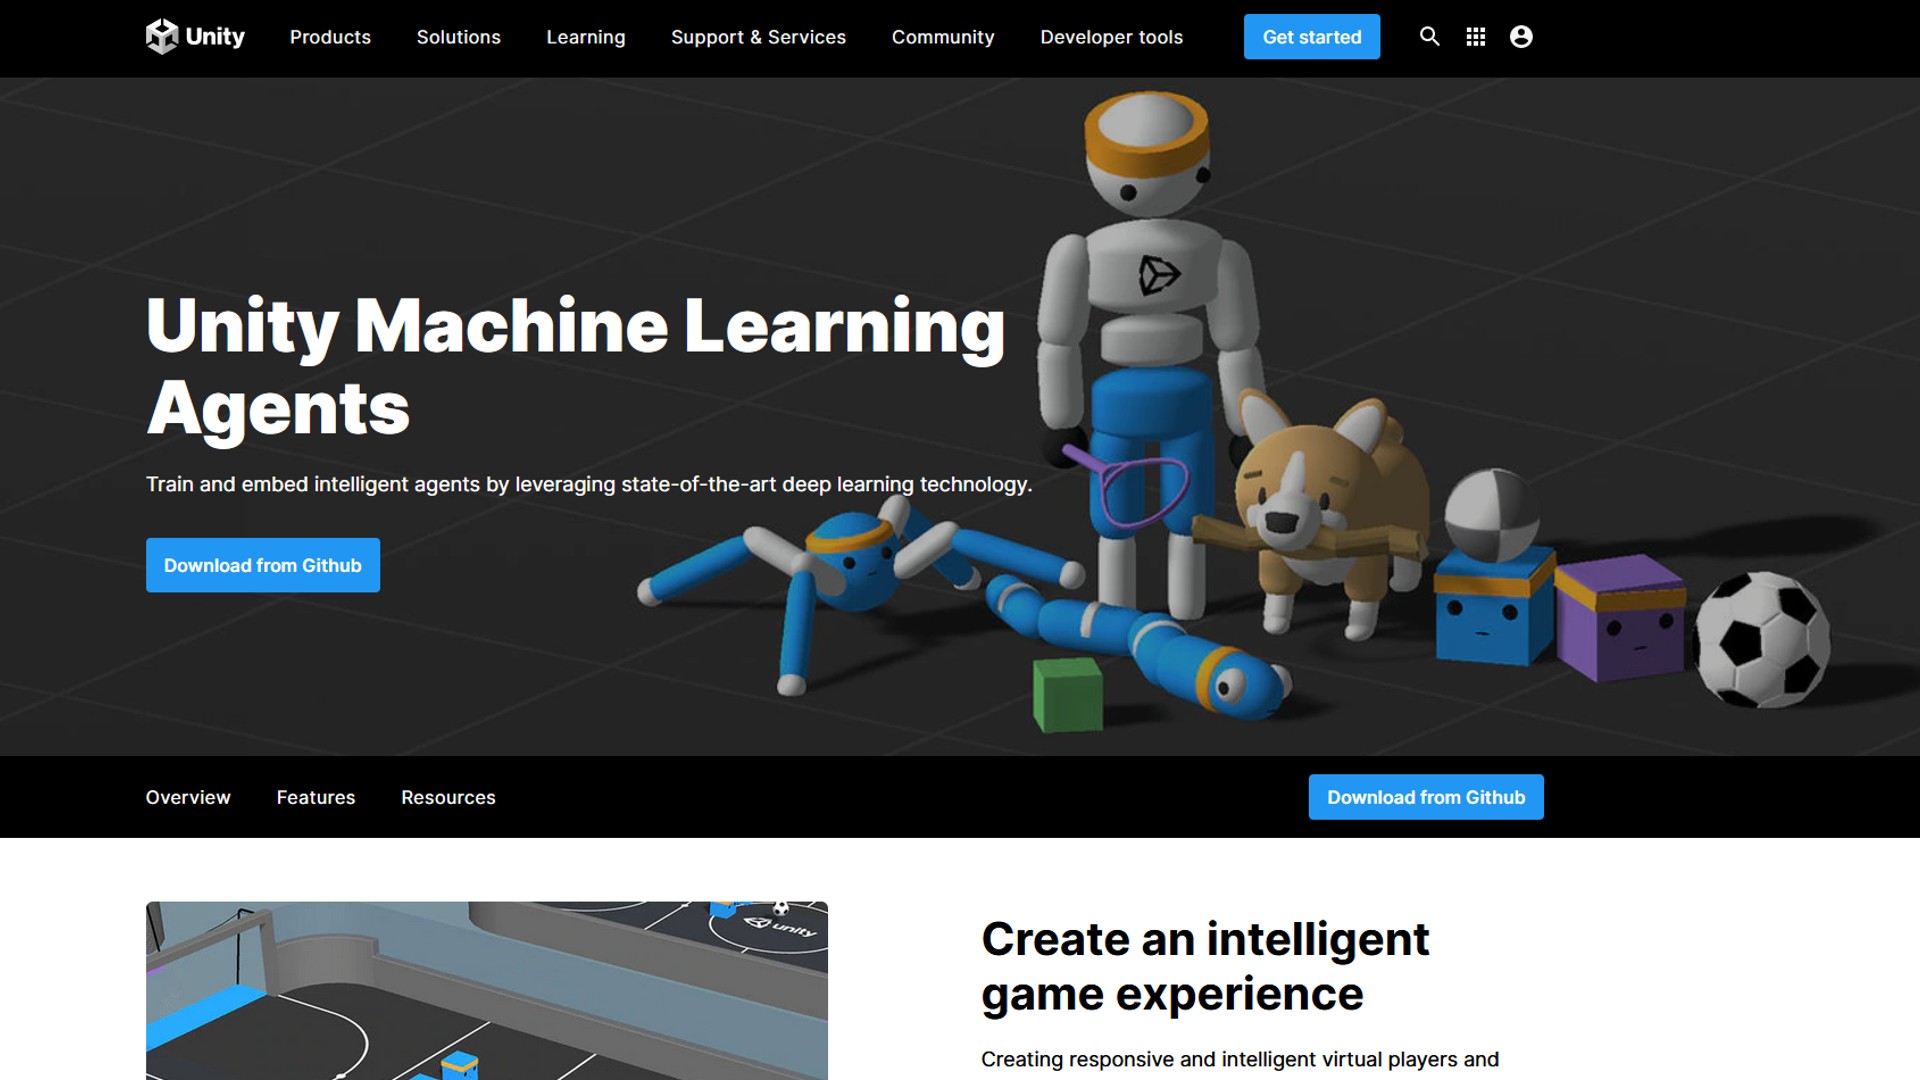 Unity
Products
Solutions
Learning
Support & Services
Community
Developer tools
Get started
Unity Machine Learning
Agents
Train and embed intelligent agents by leveraging state-of-the-art deep learning technology.
Download from Github
Overview
Features
Resources
Download from Github
unity
Create an intelligent
game experience
Creating responsive and intelligent virtual players and